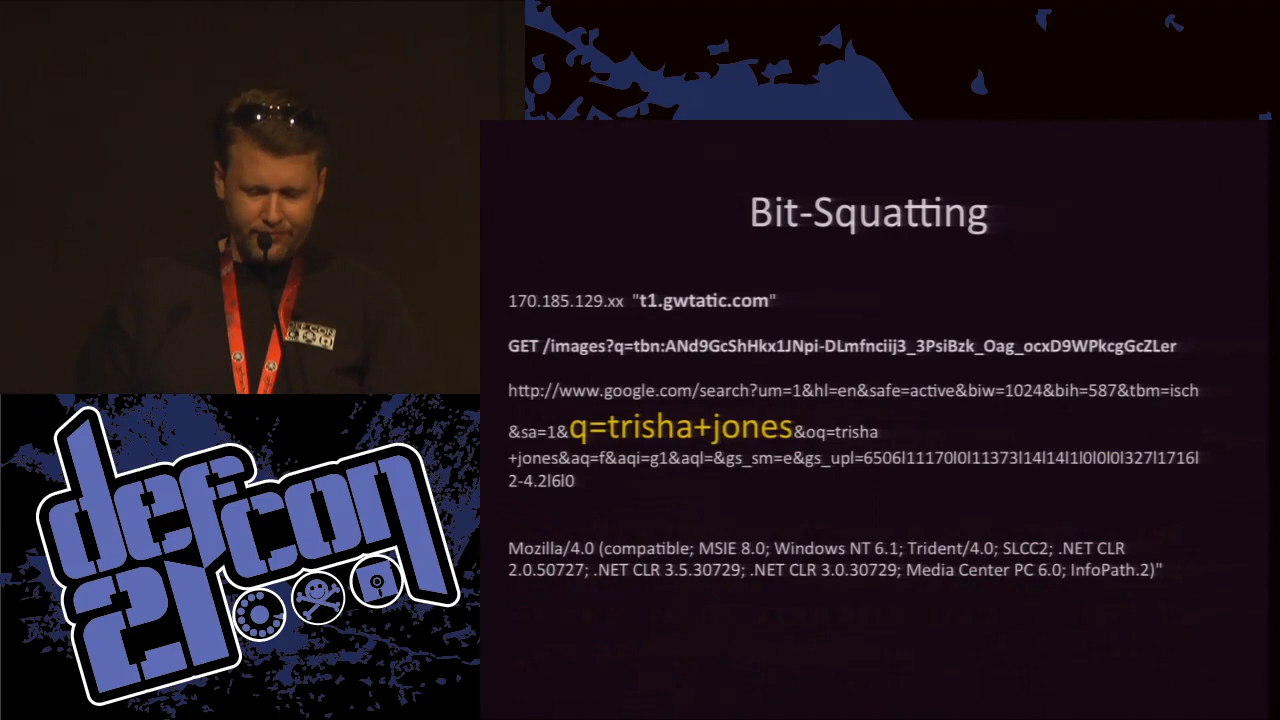 Bit-Squatting
170.185.129.xx "t1.gwtatic.com"
GET /images?q=tbn:ANd9GcShHkx1JNpi-DLmfnciij3_3PsiBzk_Oag_ocxD9WPkcgGcZLer
http://www.google.com/search?um=1&hl=en&safe=active&biw=1024&bih=587&tbm=isch
&sa=1&q=trisha+jones&oq=trisha
+jones&aq=f&aqi=g1&aql=&gs_sm=e&gs_upl=6506l11170l0l11373l14l14l1l0l0l0l327l1716l
2-4.2l6l0
Mozilla/4.0 (compatible; MSIE 8.0; Windows NT 6.1; Trident/4.0; SLCC2; .NET CLR
2.0.50727; .NET CLR 3.5.30729; .NET CLR 3.0.30729; Media Center PC 6.0; InfoPath.2)"
DEFCON
defcon
21